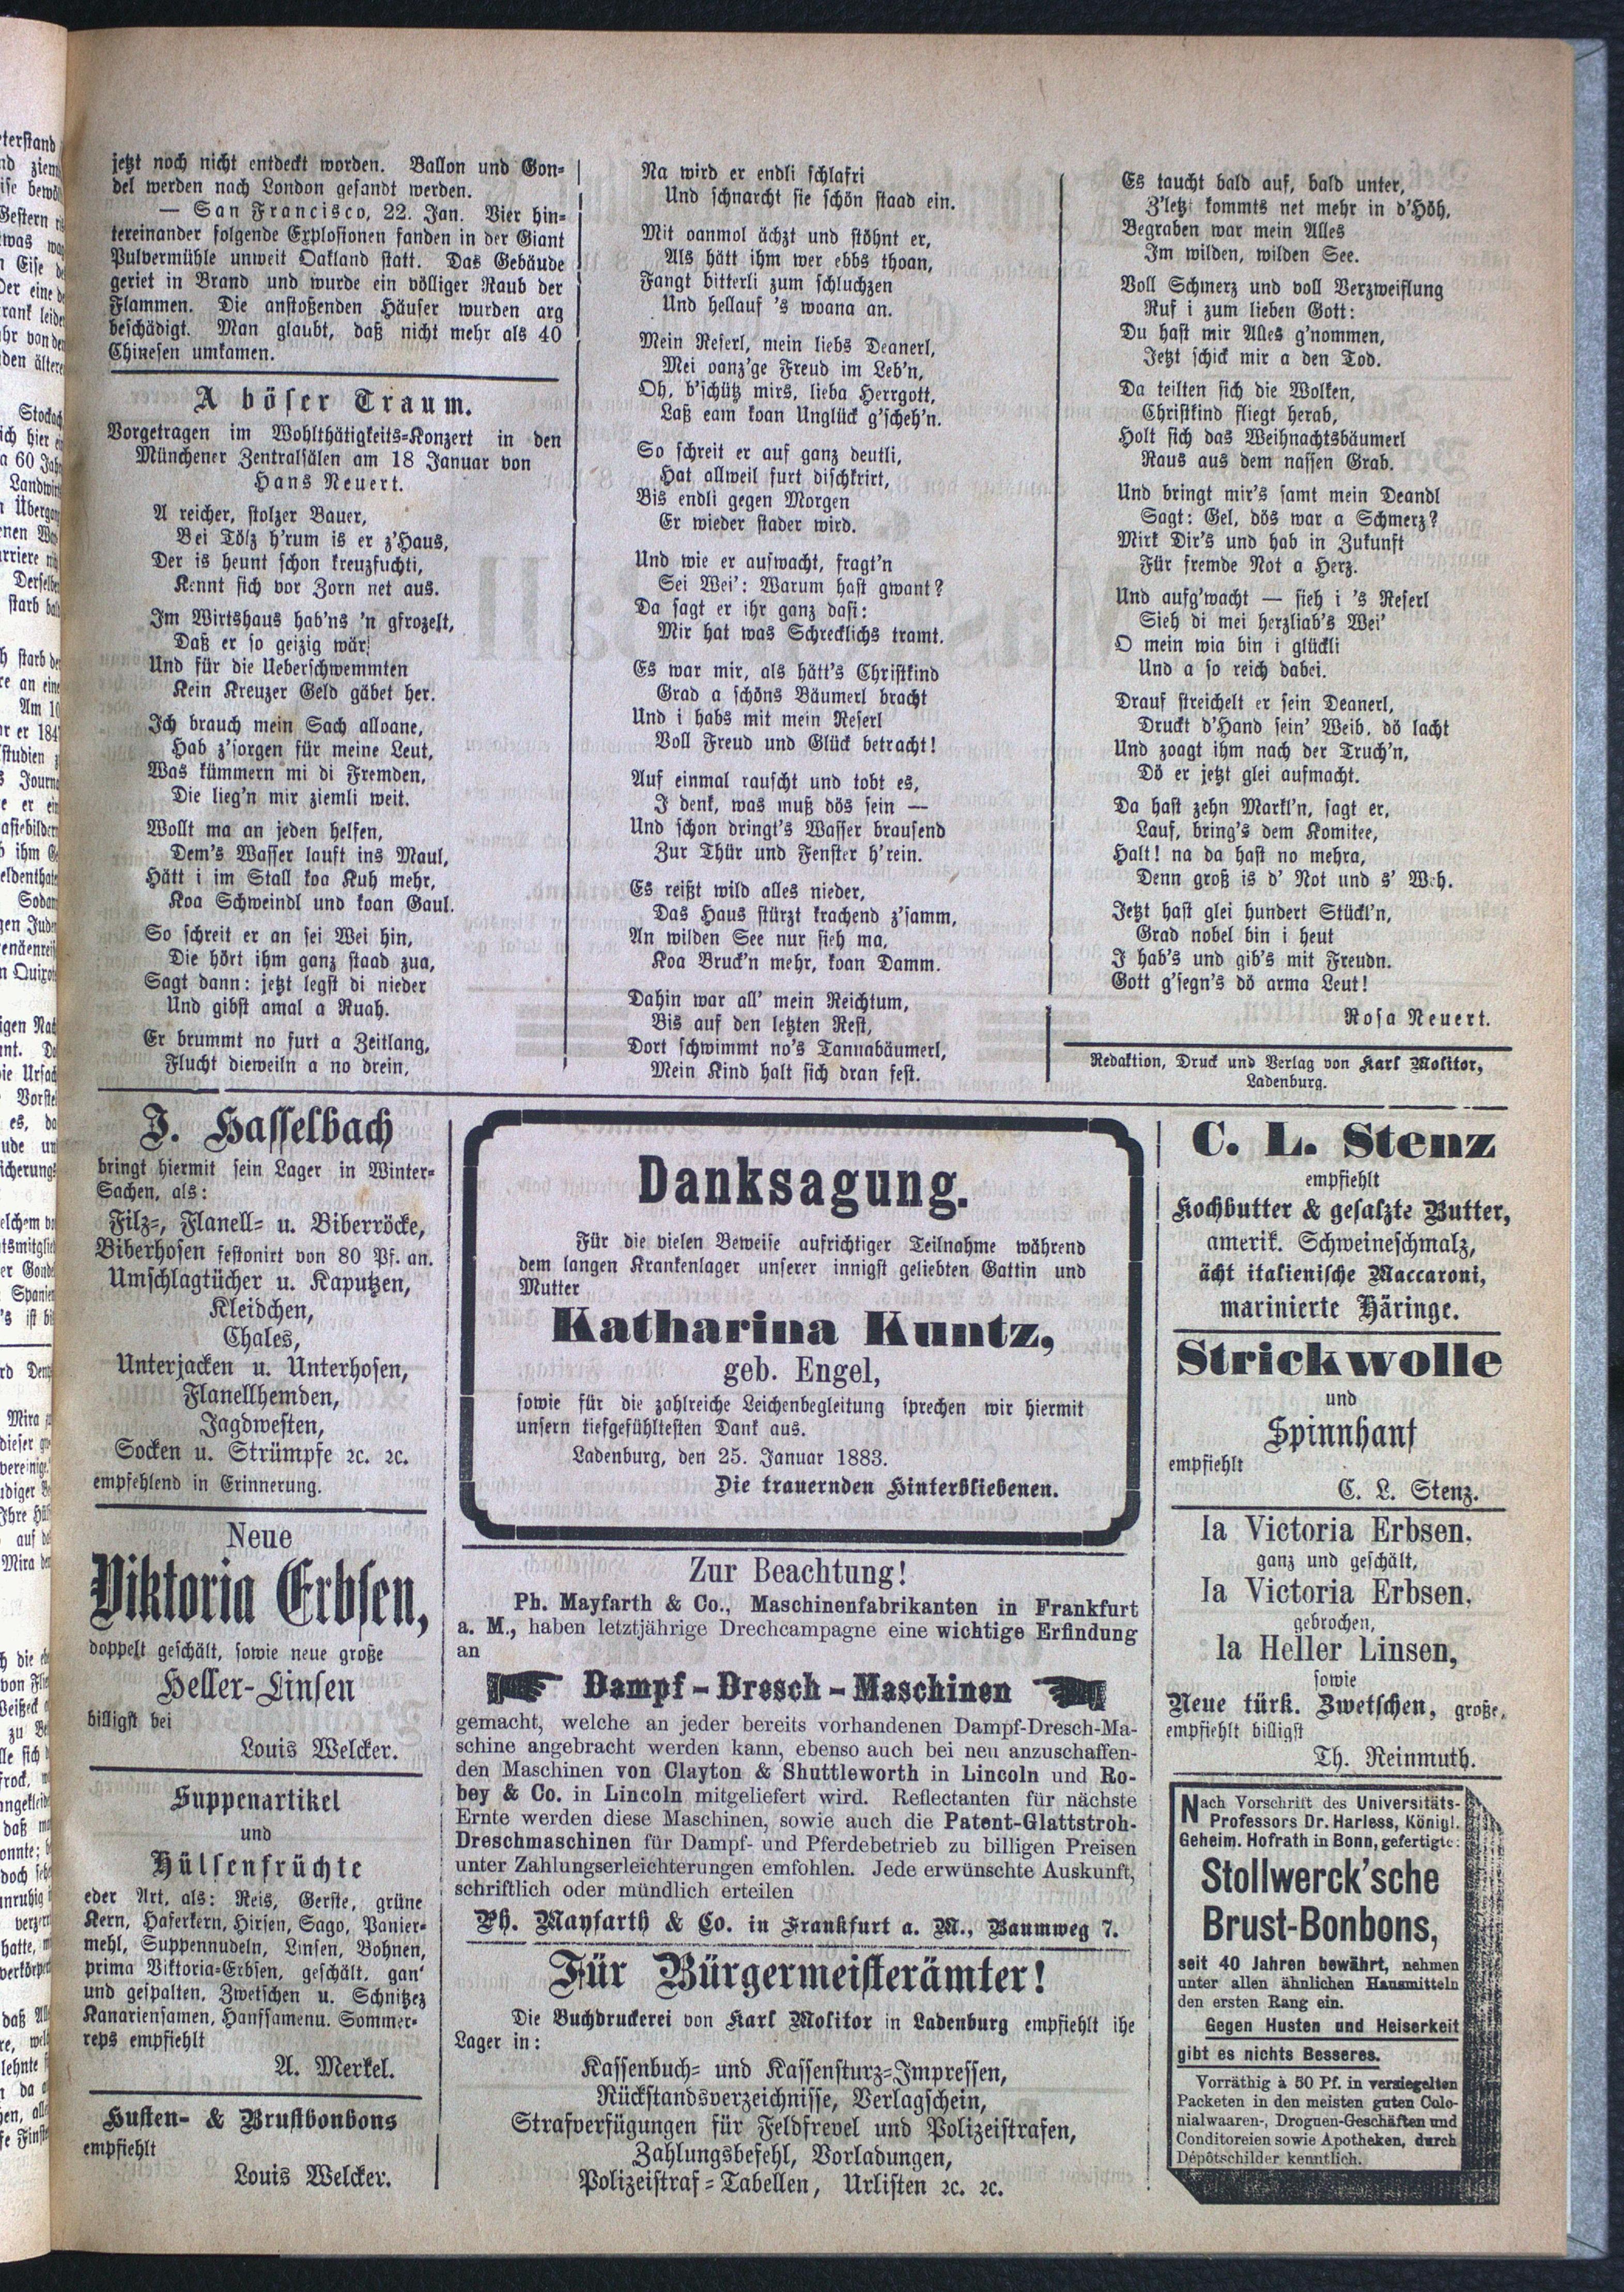 jetzt noch nicht entdeckt worden. Ballon und Gon-
del werden nach London gesandt werden.
— San Francisco, 22. Jan. Vier hin-
tereinander folgende Explosionen fanden in der Giant
Pulvermühle unweit Oakland statt. Das Gebäude
geriet in Brand und wurde ein völliger Raub der
Flammen. Die anstoßenden Häuser wurden arg
beschädigt. Man glaubt, daß nicht mehr als 40
Chinesen umkamen.
A böser Traum.
Vorgetragen im Wohlthätigkeits-Konzert in den
Münchener Zentralsälen am 18 Januar von
Hans Neuert.
A reicher, stolzer Bauer,
Bei Tölz h'rum is er z'Haus,
Der is heunt schon kreuzfuchti,
Kennt sich vor Zorn net aus.
Im Wirtshaus hab'ns 'n gfrozelt,
Daß er so geizig wär!
Und für die Ueberschwemmten
Kein Kreuzer Geld gäbet her.
Ich brauch mein Sach alloane,
Hab z'sorgen für meine Leut,
Was kümmern mi di Fremden,
Die lieg'n mir ziemli weit.
Wollt ma an jeden helfen,
Dem's Wasser lauft ins Maul,
Hätt i im Stall koa Kuh mehr,
Koa Schweindl und koan Gaul.
So schreit er an sei Wei hin,
Die hört ihm ganz staad zua,
Sagt dann: jetzt legst di nieder
Und gibst amal a Ruah.
Er brummt no furt a Zeitlang,
Flucht dieweiln a no drein,
Na wird er endli schlafri
Und schnarcht sie schön staad ein.
Mit oanmol ächzt und stöhnt er,
Als hätt ihm wer ebbs thoan,
Fangt bitterli zum schluchzen
Und hellauf 's woana an.
Mein Reserl, mein liebs Deanerl,
Mei oanz'ge Freud im Leb'n,
Oh, b'schütz mirs, lieba Herrgott,
Laß eam koan Unglück g'scheh'n.
So schreit er auf ganz deutli,
Hat allweil furt dischkrirt,
Bis endli gegen Morgen
Er wieder stader wird.
Und wie er aufwacht, fragt'n
Sei Wei': Warum hast gwant?
Da sagt er ihr ganz dasi:
Mir hat was Schrecklichs tramt.
Es war mir, als hätt's Christkind
Grad a schöns Bäumerl bracht
Und i habs mit mein Reserl
Voll Freud und Glück betracht!
Auf einmal rauscht und tobt es,
I denk, was muß dös sein —
Und schon dringt's Wasser brausend
Zur Thür und Fenster h'rein.
Es reißt wild alles nieder,
Das Haus stürzt krachend z'samm,
An wilden See nur sieh ma,
Koa Bruck'n mehr, koan Damm.
Dahin war all' mein Reichtum,
Bis auf den letzten Rest,
Dort schwimmt no's Tannabäumerl,
Mein Kind halt sich dran fest.
Es taucht bald auf, bald unter,
Z'letzt kommts net mehr in d'Höh,
Begraben war mein Alles
Im wilden, wilden See.
Voll Schmerz und voll Verzweiflung
Ruf i zum lieben Gott:
Du hast mir Alles g'nommen,
Jetzt schick mir a den Tod.
Da teilten sich die Wolken,
Christkind fliegt herab,
Holt sich das Weihnachtsbäumerl
Raus aus dem nassen Grab.
Und bringt mir's samt mein Deandl
Sagt: Gel, dös war a Schmerz?
Mirk Dir's und hab in Zukunft
Für fremde Not a Herz.
Und aufg'wacht — sieh i 's Reserl
Sieh di mei herzliab's Wei'
O mein wia bin i glückli
Und a so reich dabei.
Drauf streichelt er sein Deanerl,
Druckt d'Hand sein' Weib, dö lacht
Und zoagt ihm nach der Truch'n,
Dö er jetzt glei aufmacht.
Da hast zehn Markl'n, sagt er,
Lauf, bring's dem Komitee,
Halt! na da hast no mehra,
Denn groß is d' Not und s' Weh.
Jetzt hast glei hundert Stückl'n,
Grad nobel bin i heut
I hab's und gib's mit Freudn.
Gott g'segn's dö arma Leut!
Rosa Neuert.
Redaktion, Druck und Verlag von Karl Molitor,
Ladenburg.
J. Hasselbach
bringt hiermit sein Lager in Winter-
Sachen, als:
Filz-, Flanell- u. Biberröcke,
Biberhosen festonirt von 80 Pf. an.
Umschlagtücher u. Kaputzen,
Kleidchen,
Chales,
Unterjacken u. Unterhosen,
Flanellhemden,
Jagdwesten,
Socken u. Strümpfe ꝛc. ꝛc.
empfehlend in Erinnerung.
Neue
Viktoria Erbsen,
doppelt geschält, sowie neue große
Heller-Linsen
billigst bei
Louis Welcker.
Suppenartikel
und
Hülsenfrüchte
eder Art, als: Reis, Gerste, grüne
Kern, Haferkern, Hirsen, Sago, Panier-
mehl, Suppennudeln, Linsen, Bohnen,
prima Viktoria-Erbsen, geschält, gan'
und gespalten, Zwetschen u. Schnitzez
Kanariensamen, Hanfsamenu. Sommer-
reps empfiehlt
A. Merkel.
Husten- & Brustbonbons
empfiehlt
Louis Welcker.
Danksagung.
Für die vielen Beweise aufrichtiger Teilnahme während
dem langen Krankenlager unserer innigst geliebten Gattin und
Mutter
Katharina Kuntz,
geb. Engel,
sowie für die zahlreiche Leichenbegleitung sprechen wir hiermit
unsern tiefgefühltesten Dank aus.
Ladenburg, den 25. Januar 1883.
Die trauernden Hinterbliebenen.
Zur Beachtung!
Ph. Mayfarth & Co., Maschinenfabrikanten in Frankfurt
a. M., haben letztjährige Drechcampagne eine wichtige Erfindung
an
Dampf-Dresch-Maschinen
gemacht, welche an jeder bereits vorhandenen Dampf-Dresch-Ma-
schine angebracht werden kann, ebenso auch bei neu anzuschaffen-
den Maschinen von Clayton & Shuttleworth in Lincoln und Ro-
bey & Co. in Lincoln mitgeliefert wird. Reflectanten für nächste
Ernte werden diese Maschinen, sowie auch die Patent-Glattstroh-
Dreschmaschinen für Dampf- und Pferdebetrieb zu billigen Preisen
unter Zahlungserleichterungen emfohlen. Jede erwünschte Auskunft,
schriftlich oder mündlich erteilen
Ph. Mayfarth & Co. in Frankfurt a. M., Baumweg 7.
Für Bürgermeisterämter!
Die Buchdruckerei von Karl Molitor in Ladenburg empfiehlt ihe
Lager in:
Kassenbuch- und Kassensturz-Impressen,
Rückstandsverzeichnisse, Verlagschein,
Strafverfügungen für Feldfrevel und Polizeistrafen,
Zahlungsbefehl, Vorladungen,
Polizeistraf-Tabellen, Urlisten ꝛc. ꝛc.
C. L. Stenz
empfiehlt
Kochbutter & gesalzte Butter,
amerik. Schweineschmalz,
ächt italienische Maccaroni,
marinierte Häringe.
Strickwolle
und
Spinnhanf
empfiehlt
C. L. Stenz.
Ia Victoria Erbsen,
ganz und geschält,
Ia Victoria Erbsen,
gebrochen,
Ia Heller Linsen,
sowie
Neue türk. Zwetschen, große,
empfiehlt billigst
Th. Reinmuth.
Nach Vorschrift des Universitäts-
Professors Dr. Harless, Königl.
Geheim. Hofrath in Bonn, gefertigte:
Stollwerck'sche
Brust-Bonbons,
seit 40 Jahren bewährt, nehmen
unter allen ähnlichen Hausmitteln
den ersten Rang ein.
Gegen Husten und Heiserkeit
gibt es nichts Besseres.
Vorräthig à 50 Pf. in versiegelten
Packeten in den meisten guten Colo-
nialwaaren-, Droguen-Geschäften und
Conditoreien sowie Apotheken, durch
Dépôtschilder kenntlich.